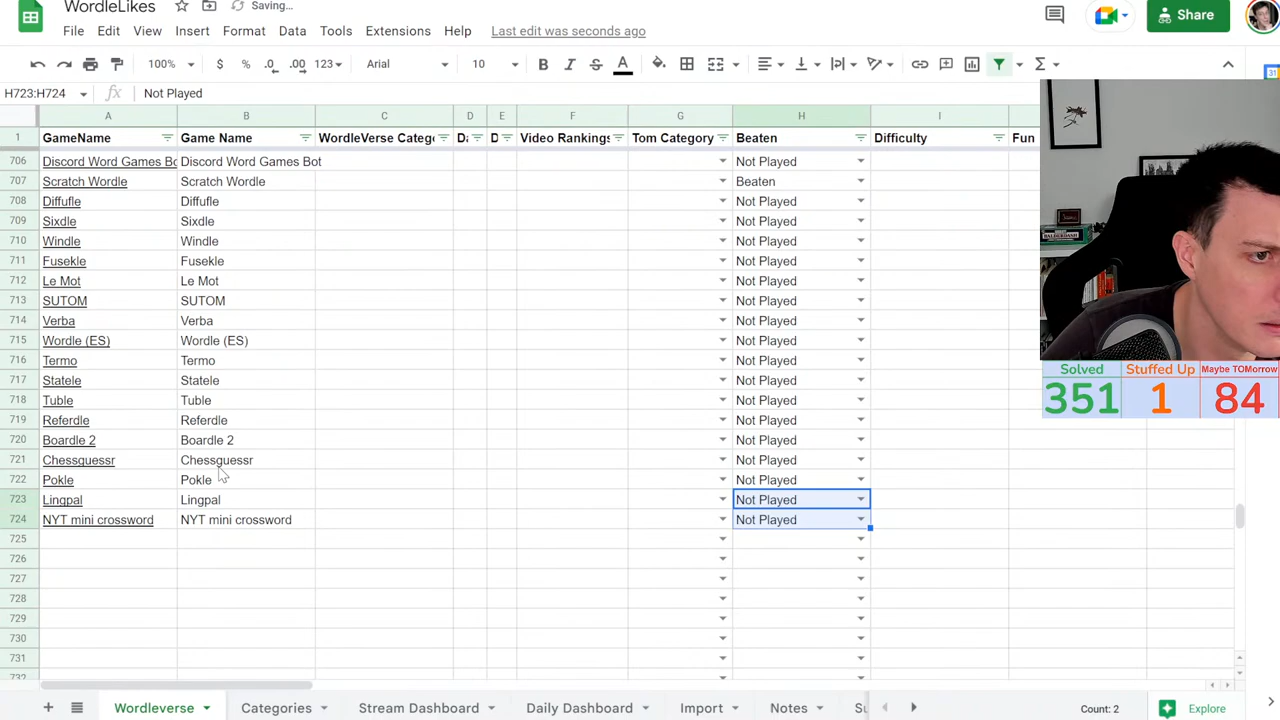 WordleLikes
Saving...
File Edit View Insert Format Data Tools Extensions Help Last edit was seconds ago
Share
100% $ % .0 .00 123 Arial 10 B I S A
H723:H724 fx Not Played
A B C D E F G H I
1 GameName Game Name WordleVerse Catego Da D Video Rankings Tom Category Beaten Difficulty Fun
706 Discord Word Games Bo Discord Word Games Bot Not Played
707 Scratch Wordle Scratch Wordle Beaten
708 Diffufle Diffufle Not Played
709 Sixdle Sixdle Not Played
710 Windle Windle Not Played
711 Fusekle Fusekle Not Played
712 Le Mot Le Mot Not Played
713 SUTOM SUTOM Not Played
714 Verba Verba Not Played
715 Wordle (ES) Wordle (ES) Not Played
716 Termo Termo Not Played
717 Statele Statele Not Played
718 Tuble Tuble Not Played
719 Referdle Referdle Not Played
720 Boardle 2 Boardle 2 Not Played
721 Chessguessr Chessguessr Not Played
722 Pokle Pokle Not Played
723 Lingpal Lingpal Not Played
724 NYT mini crossword NYT mini crossword Not Played
725
726
727
728
729
730
731
732
Solved Stuffed Up Maybe TOMorrow
351 1 84
Wordleverse Categories Stream Dashboard Daily Dashboard Import Notes Su Count: 2 Explore